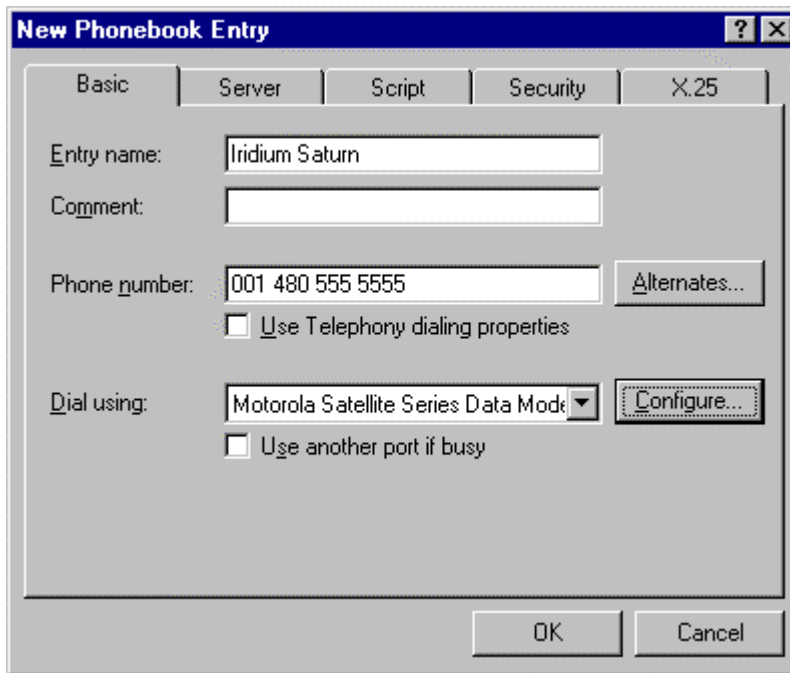 New Phonebook Entry ? ×
Basic Server Script Security X.25
Entry name: Iridium Saturn
Comment:
Phone number: 001 480 555 5555 Alternates...
Use Telephony dialing properties
Dial using: Motorola Satellite Series Data Configure...
Use another port if busy
OK Cancel